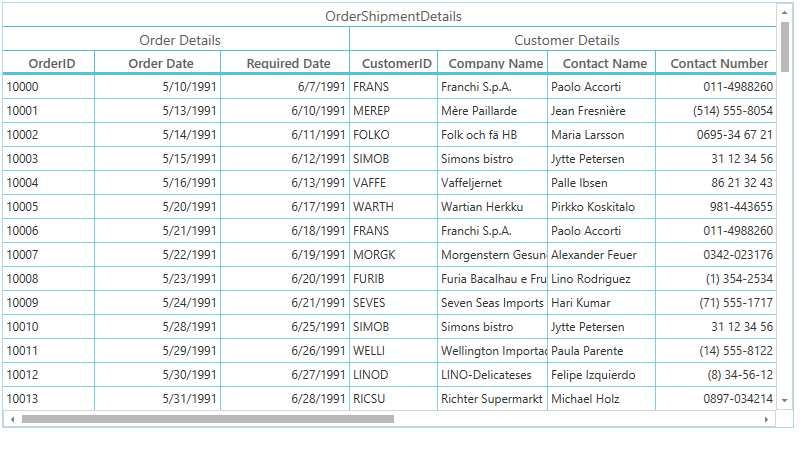 OrderShipmentDetails
Order Details Customer Details
OrderID Order Date Required Date CustomerID Company Name Contact Name Contact Number
10000 5/10/1991 6/7/1991 FRANS Franchi S.p.A. Paolo Accorti 011-4988260
10001 5/13/1991 6/10/1991 MEREP Mère Paillarde Jean Fresnière (514) 555-8054
10002 5/14/1991 6/11/1991 FOLKO Folk och fä HB Maria Larsson 0695-34 67 21
10003 5/15/1991 6/12/1991 SIMOB Simons bistro Jytte Petersen 31 12 34 56
10004 5/16/1991 6/13/1991 VAFFE Vaffeljernet Palle Ibsen 86 21 32 43
10005 5/20/1991 6/17/1991 WARTH Wartian Herkku Pirkko Koskitalo 981-443655
10006 5/21/1991 6/18/1991 FRANS Franchi S.p.A. Paolo Accorti 011-4988260
10007 5/22/1991 6/19/1991 MORGK Morgenstern Gesun Alexander Feuer 0342-023176
10008 5/23/1991 6/20/1991 FURIB Furia Bacalhau e Fru Lino Rodriguez (1) 354-2534
10009 5/24/1991 6/21/1991 SEVES Seven Seas Imports Hari Kumar (71) 555-1717
10010 5/28/1991 6/25/1991 SIMOB Simons bistro Jytte Petersen 31 12 34 56
10011 5/29/1991 6/26/1991 WELLI Wellington Importad Paula Parente (14) 555-8122
10012 5/30/1991 6/27/1991 LINOD LINO-Delicateses Felipe Izquierdo (8) 34-56-12
10013 5/31/1991 6/28/1991 RICSU Richter Supermarkt Michael Holz 0897-034214